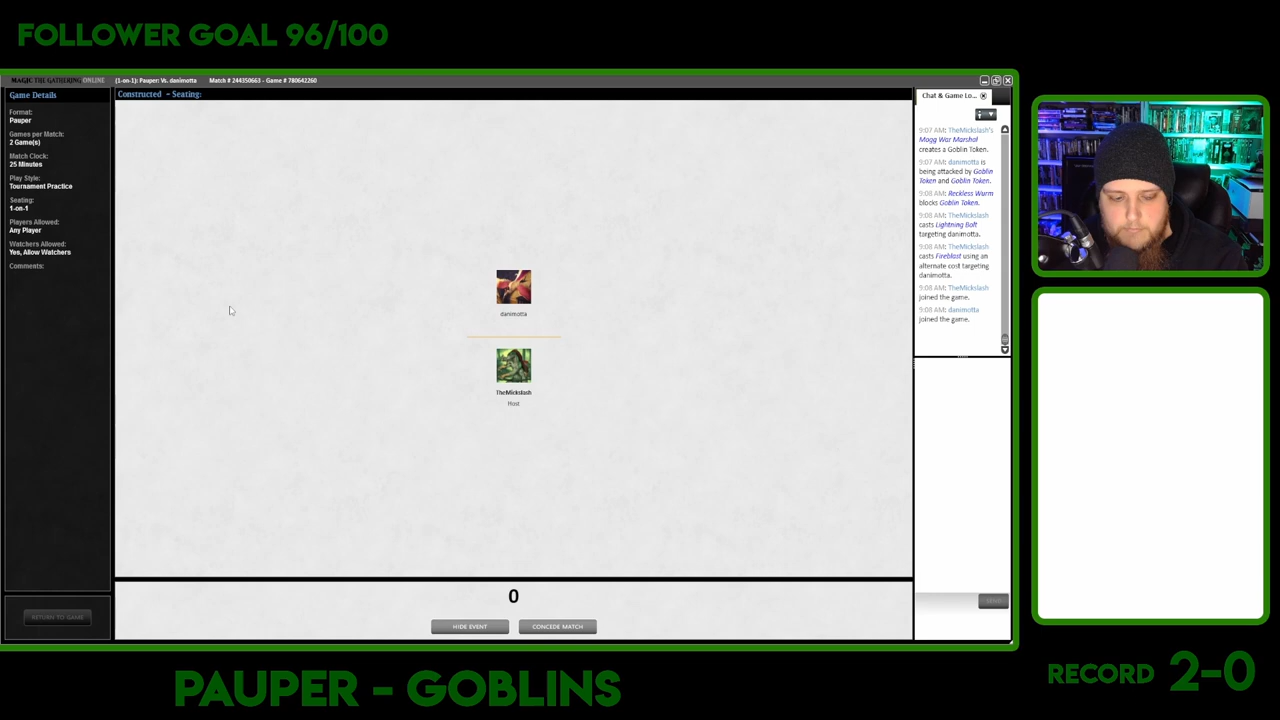 FOLLOWER GOAL 96/100
MAGIC THE GATHERING ONLINE (1-on-1): Pauper: Vs. danimotta Match # 244350663 - Game # 780642260
Game Details
Format:
Pauper
Games per Match:
2 Game(s)
Match Clock:
25 Minutes
Play Style:
Tournament Practice
Seating:
1-on-1
Players Allowed:
Any Player
Watchers Allowed:
Yes, Allow Watchers
Comments:
RETURN TO GAME
Constructed - Seating:
danimotta
TheMickslash
Host
0
HIDE EVENT CONCEDE MATCH
Chat & Game Lo...
9:07 AM: TheMickslash's
Mogg War Marshal
creates a Goblin Token.
9:07 AM: danimotta is
being attacked by Goblin
Token and Goblin Token.
9:08 AM: Reckless Wurm
blocks Goblin Token.
9:08 AM: TheMickslash
casts Lightning Bolt
targeting danimotta.
9:08 AM: TheMickslash
casts Fireblast using an
alternate cost targeting
danimotta.
9:08 AM: TheMickslash
joined the game.
9:08 AM: danimotta
joined the game.
SEND
PAUPER - GOBLINS
RECORD 2-0